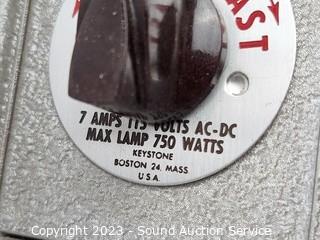 AST
7 AMPS 115 VOLTS AC-DC
MAX LAMP 750 WATTS
KEYSTONE
BOSTON 24, MASS
U.S.A.
Copyright 2023 - Sound Auction Service